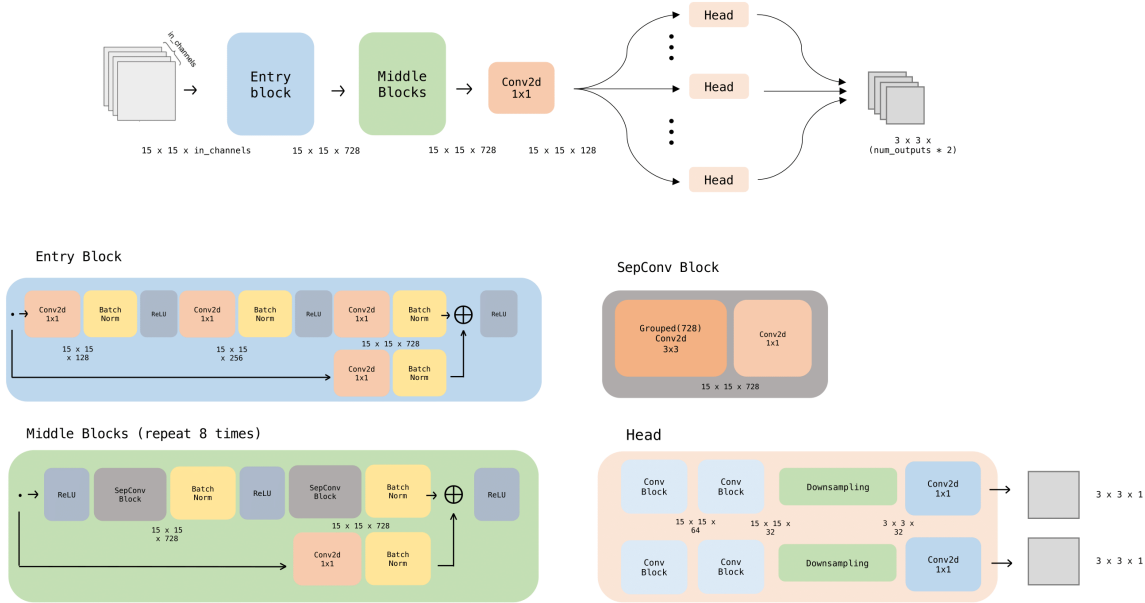 in_channels
Entry
block
Middle
Blocks
Conv2d
1x1
Head
Head
Head
15 x 15 x in_channels
15 x 15 x 728
15 x 15 x 728
15 x 15 x 128
3 x 3 x
(num_outputs * 2)
Entry Block
Conv2d
1x1
Batch
Norm
ReLU
Conv2d
1x1
Batch
Norm
ReLU
Conv2d
1x1
Batch
Norm
ReLU
15 x 15
x 128
15 x 15
x 256
15 x 15 x 728
Conv2d
1x1
Batch
Norm
SepConv Block
Grouped(728)
Conv2d
3x3
Conv2d
1x1
15 x 15 x 728
Middle Blocks (repeat 8 times)
ReLU
SepConv
Block
Batch
Norm
ReLU
SepConv
Block
Batch
Norm
ReLU
15 x 15
x 728
15 x 15 x 728
Conv2d
1x1
Batch
Norm
Head
Conv
Block
Conv
Block
Downsampling
Conv2d
1x1
3 x 3 x 1
15 x 15 x
64
15 x 15 x
32
3 x 3 x
32
Conv
Block
Conv
Block
Downsampling
Conv2d
1x1
3 x 3 x 1